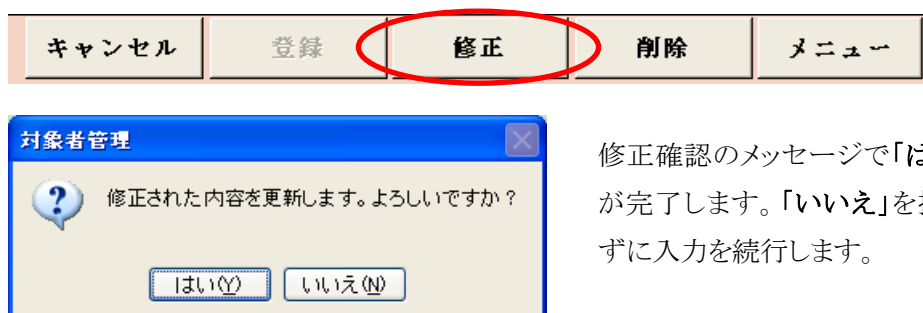 キャンセル 登録 修正 削除 メニュー
対象者管理
修正された内容を更新します。よろしいですか？
はい(Y) いいえ(N)
修正確認のメッセージで「は
が完了します。「いいえ」を
ずに入力を続行します。